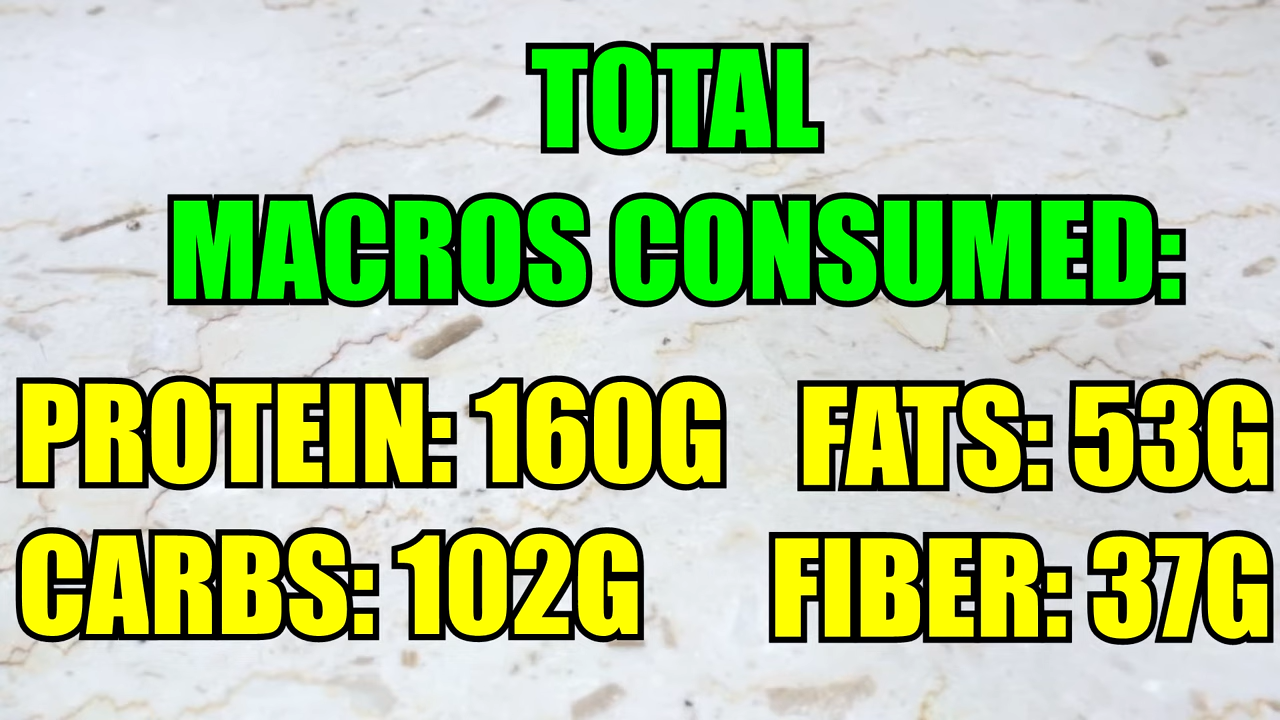 TOTAL
MACROS CONSUMED:
PROTEIN: 160G FATS: 53G
CARBS: 102G FIBER: 37G